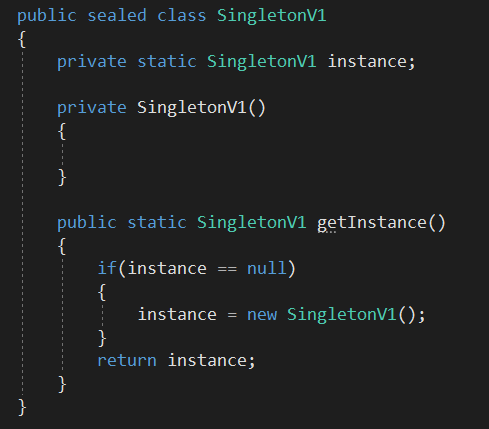 public sealed class SingletonV1
{
private static SingletonV1 instance;
private SingletonV1()
{
}
public static SingletonV1 getInstance()
{
if(instance == null)
{
instance = new SingletonV1();
}
return instance;
}
}